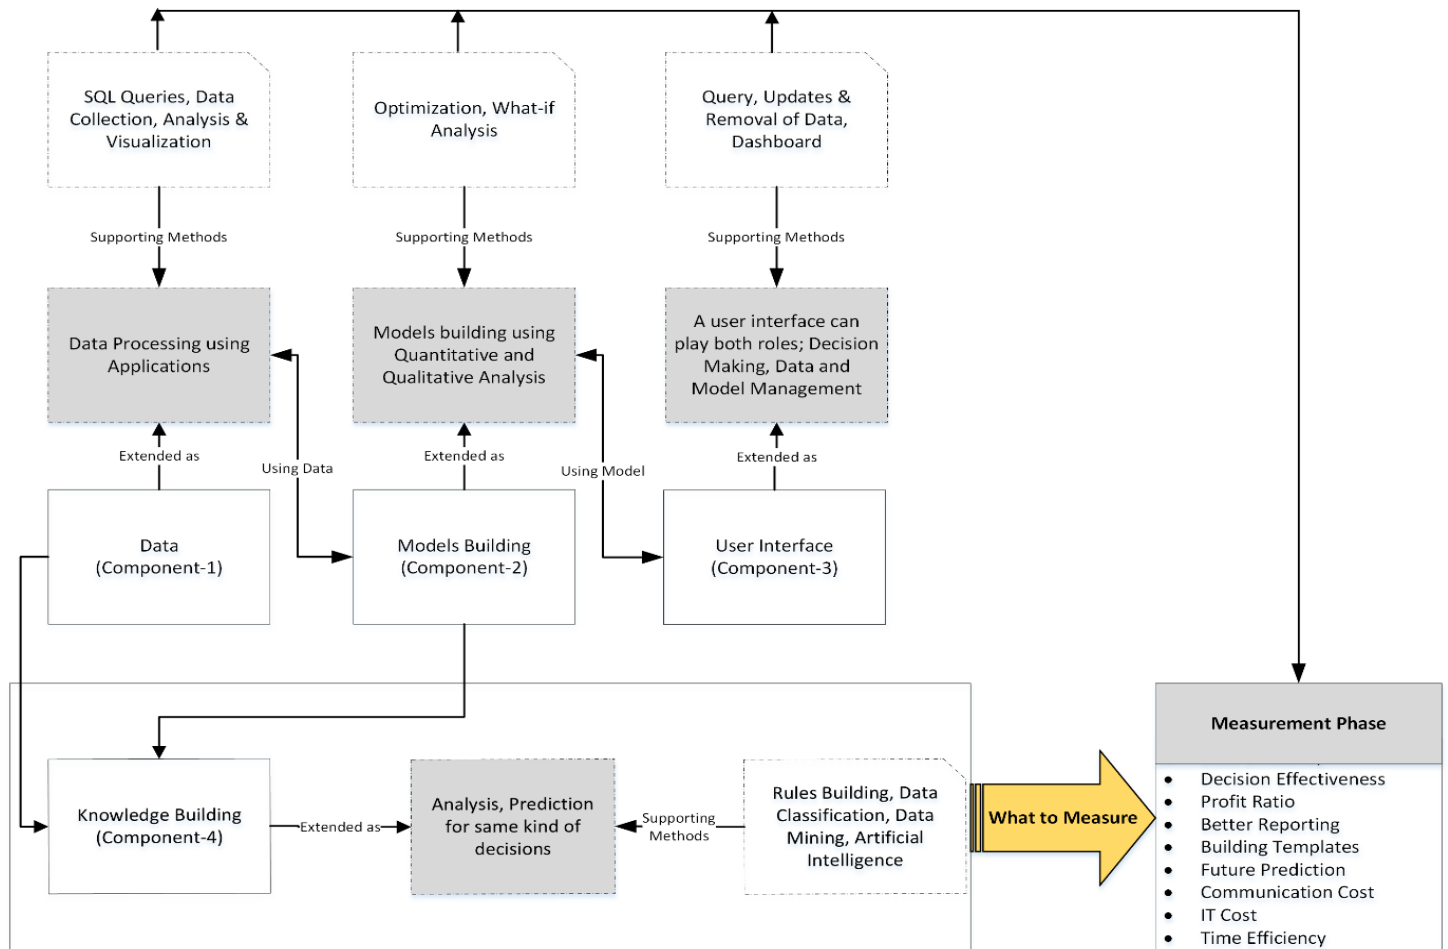 SQL Queries, Data
Collection, Analysis &
Visualization
Optimization, What-if
Analysis
Query, Updates &
Removal of Data,
Dashboard
Supporting Methods
Supporting Methods
Supporting Methods
Data Processing using
Applications
Models building using
Quantitative and
Qualitative Analysis
A user interface can
play both roles; Decision
Making, Data and
Model Management
Extended as
Using Data
Extended as
Using Model
Extended as
Data
(Component-1)
Models Building
(Component-2)
User Interface
(Component-3)
Knowledge Building
(Component-4)
Extended as
Analysis, Prediction
for same kind of
decisions
Supporting
Methods
Rules Building, Data
Classification, Data
Mining, Artificial
Intelligence
What to Measure
Measurement Phase
• Decision Effectiveness
• Profit Ratio
• Better Reporting
• Building Templates
• Future Prediction
• Communication Cost
• IT Cost
• Time Efficiency